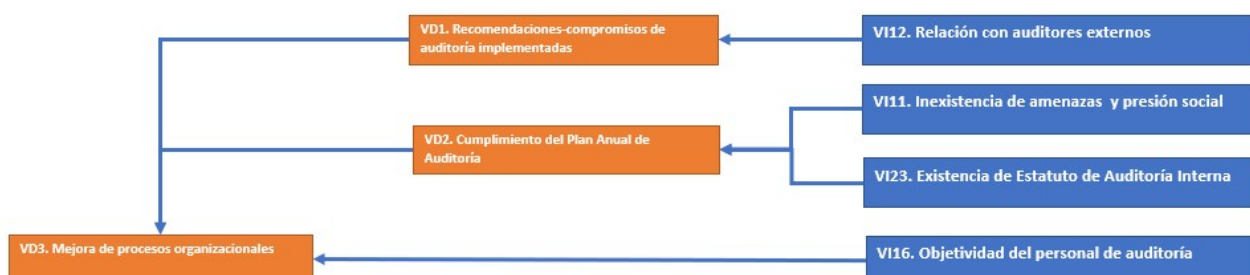 VD1. Recomendaciones-compromisos de
auditoría implementadas
VI12. Relación con auditores externos
VI11. Inexistencia de amenazas y presión social
VD2. Cumplimiento del Plan Anual de
Auditoría
VI23. Existencia de Estatuto de Auditoría Interna
VD3. Mejora de procesos organizacionales
VI16. Objetividad del personal de auditoría